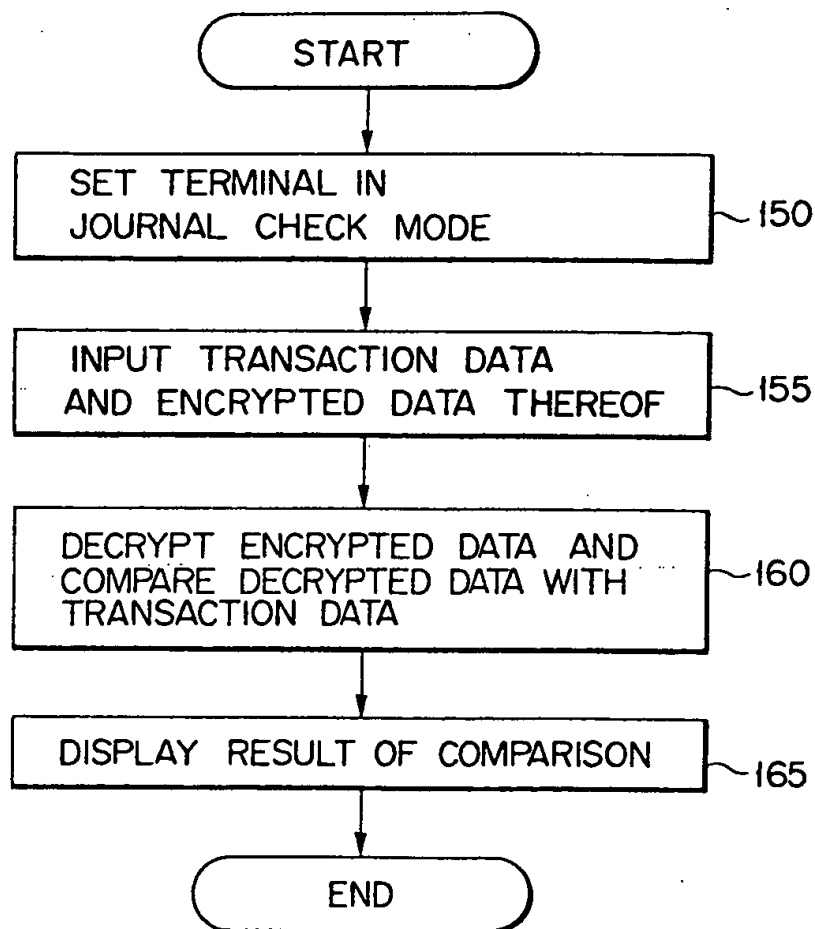 START
SET TERMINAL IN
JOURNAL CHECK MODE
150
INPUT TRANSACTION DATA
AND ENCRYPTED DATA THEREOF
155
DECRYPT ENCRYPTED DATA AND
COMPARE DECRYPTED DATA WITH
TRANSACTION DATA
160
DISPLAY RESULT OF COMPARISON
165
END